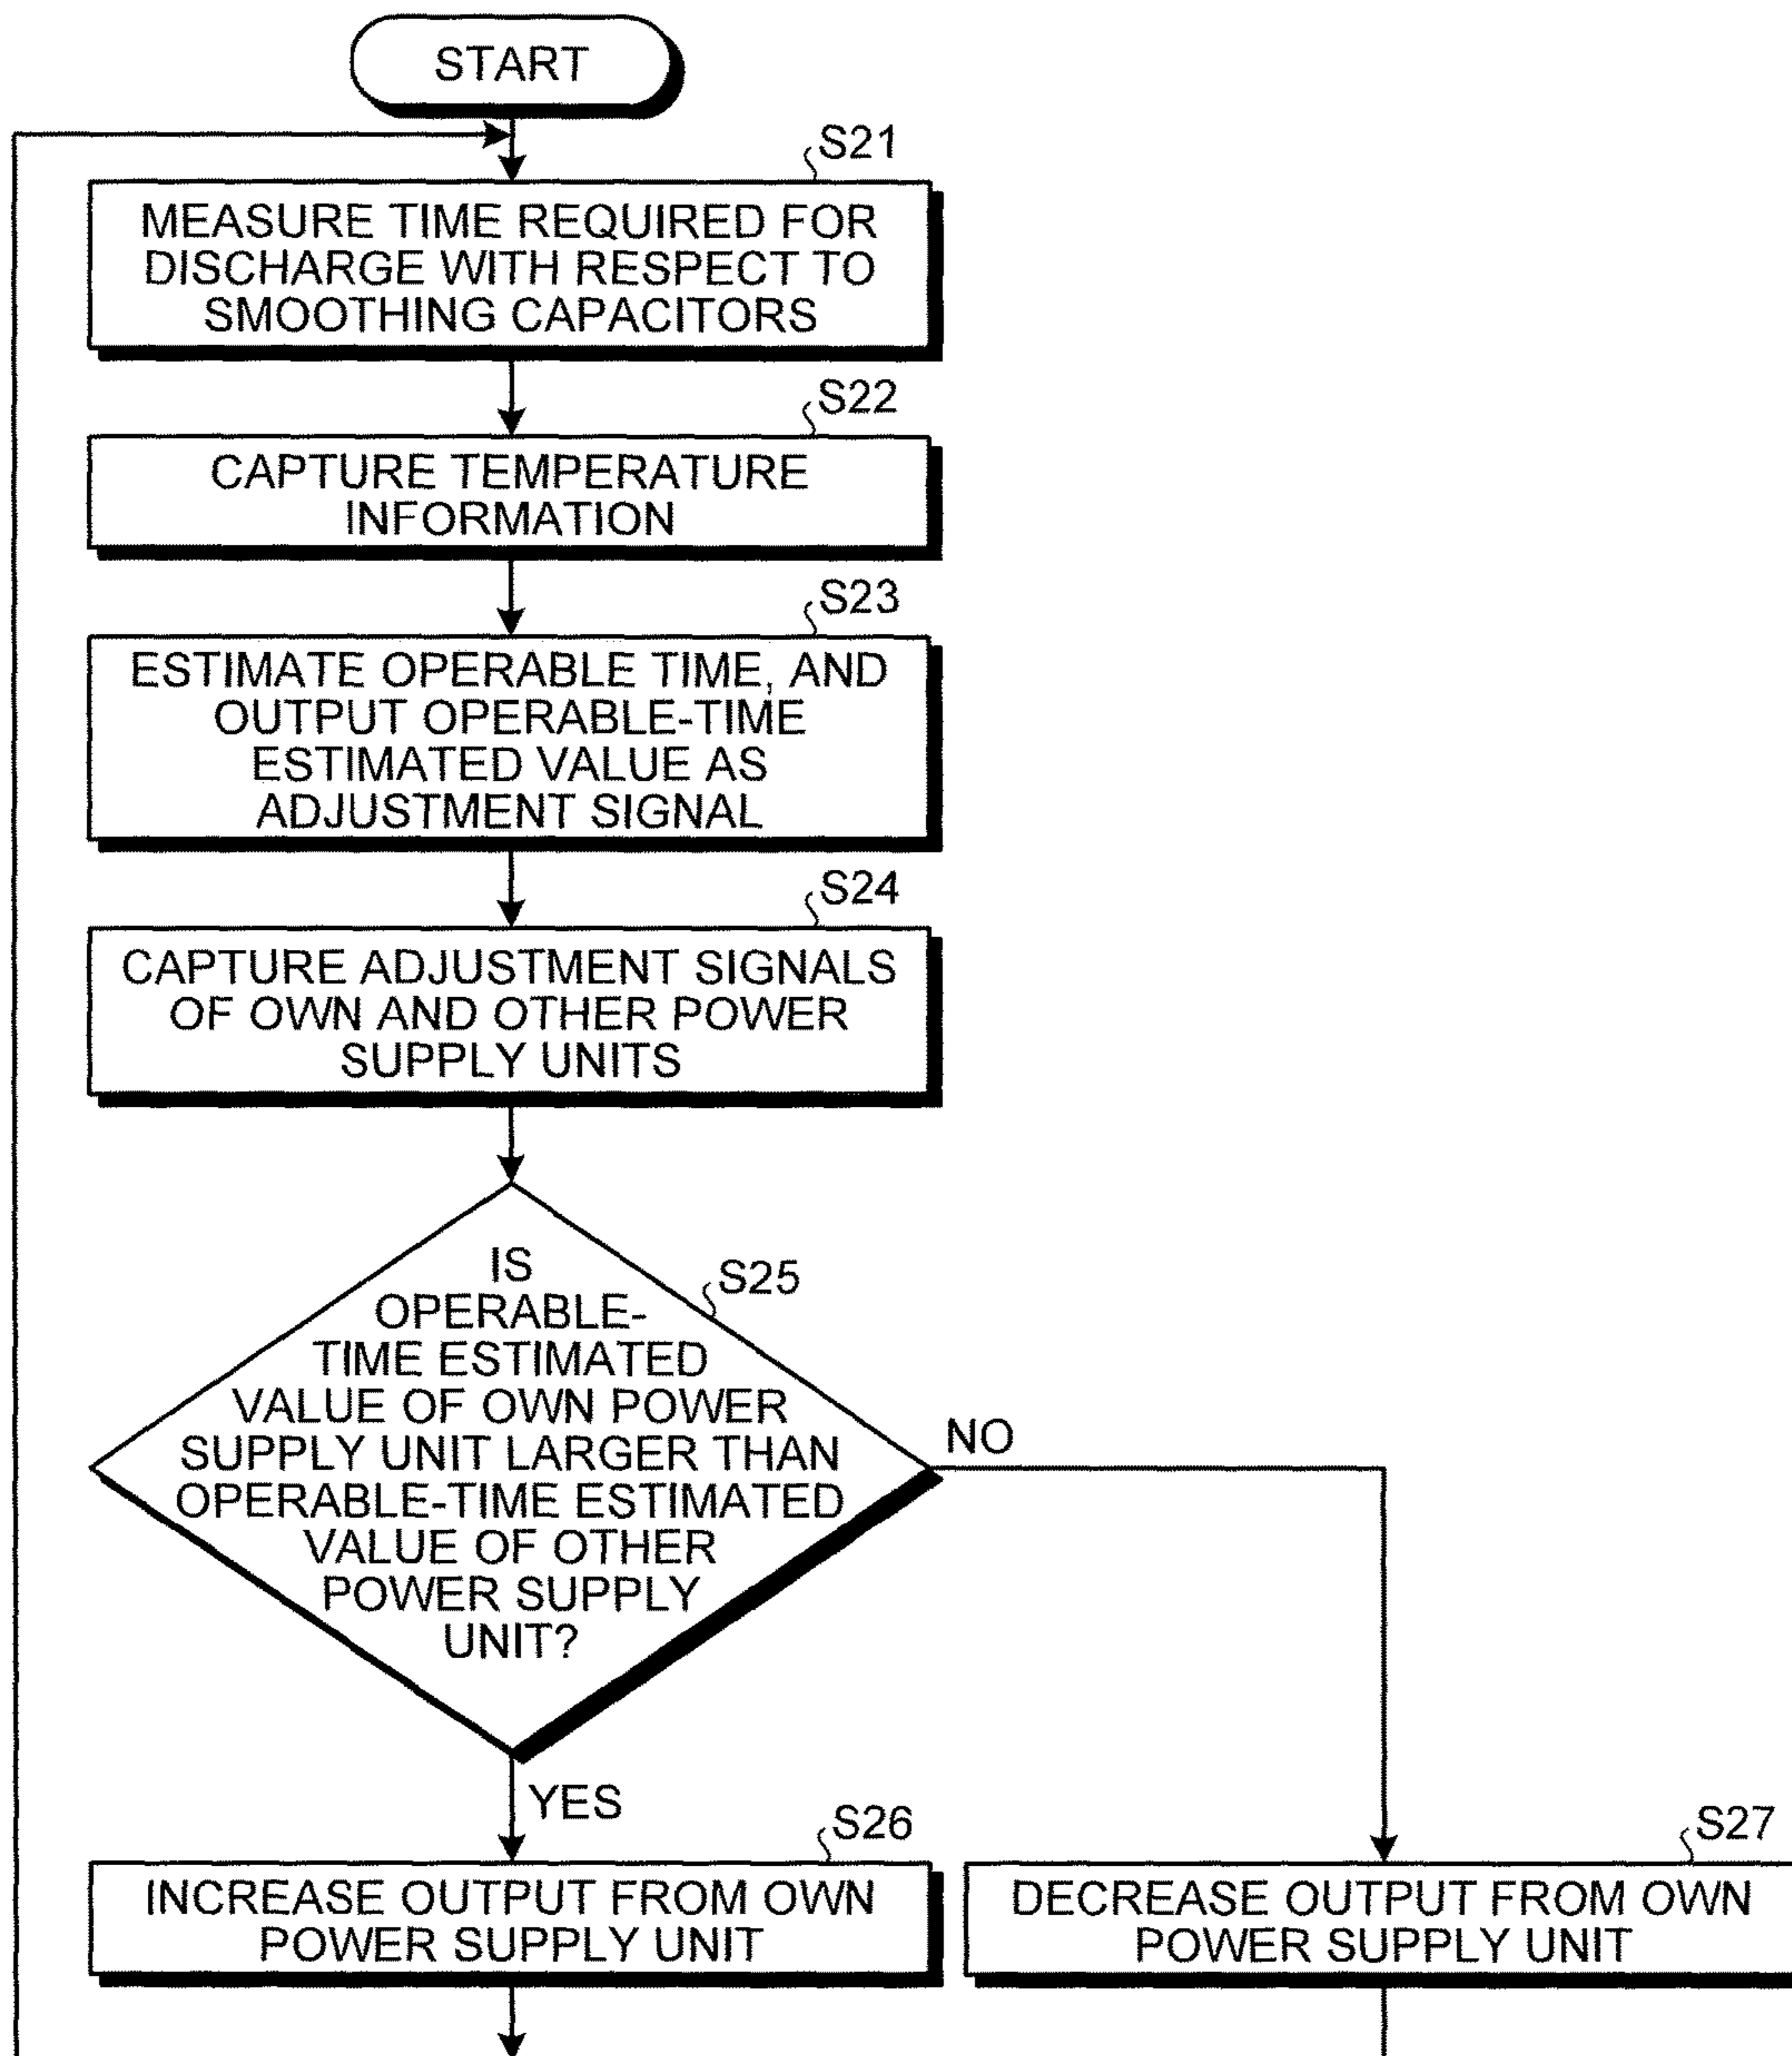 START
S21
MEASURE TIME REQUIRED FOR
DISCHARGE WITH RESPECT TO
SMOOTHING CAPACITORS
S22
CAPTURE TEMPERATURE
INFORMATION
S23
ESTIMATE OPERABLE TIME, AND
OUTPUT OPERABLE-TIME
ESTIMATED VALUE AS
ADJUSTMENT SIGNAL
S24
CAPTURE ADJUSTMENT SIGNALS
OF OWN AND OTHER POWER
SUPPLY UNITS
S25
IS
OPERABLE-
TIME ESTIMATED
VALUE OF OWN POWER
SUPPLY UNIT LARGER THAN
OPERABLE-TIME ESTIMATED
VALUE OF OTHER
POWER SUPPLY
UNIT?
NO
YES
S26
INCREASE OUTPUT FROM OWN
POWER SUPPLY UNIT
S27
DECREASE OUTPUT FROM OWN
POWER SUPPLY UNIT